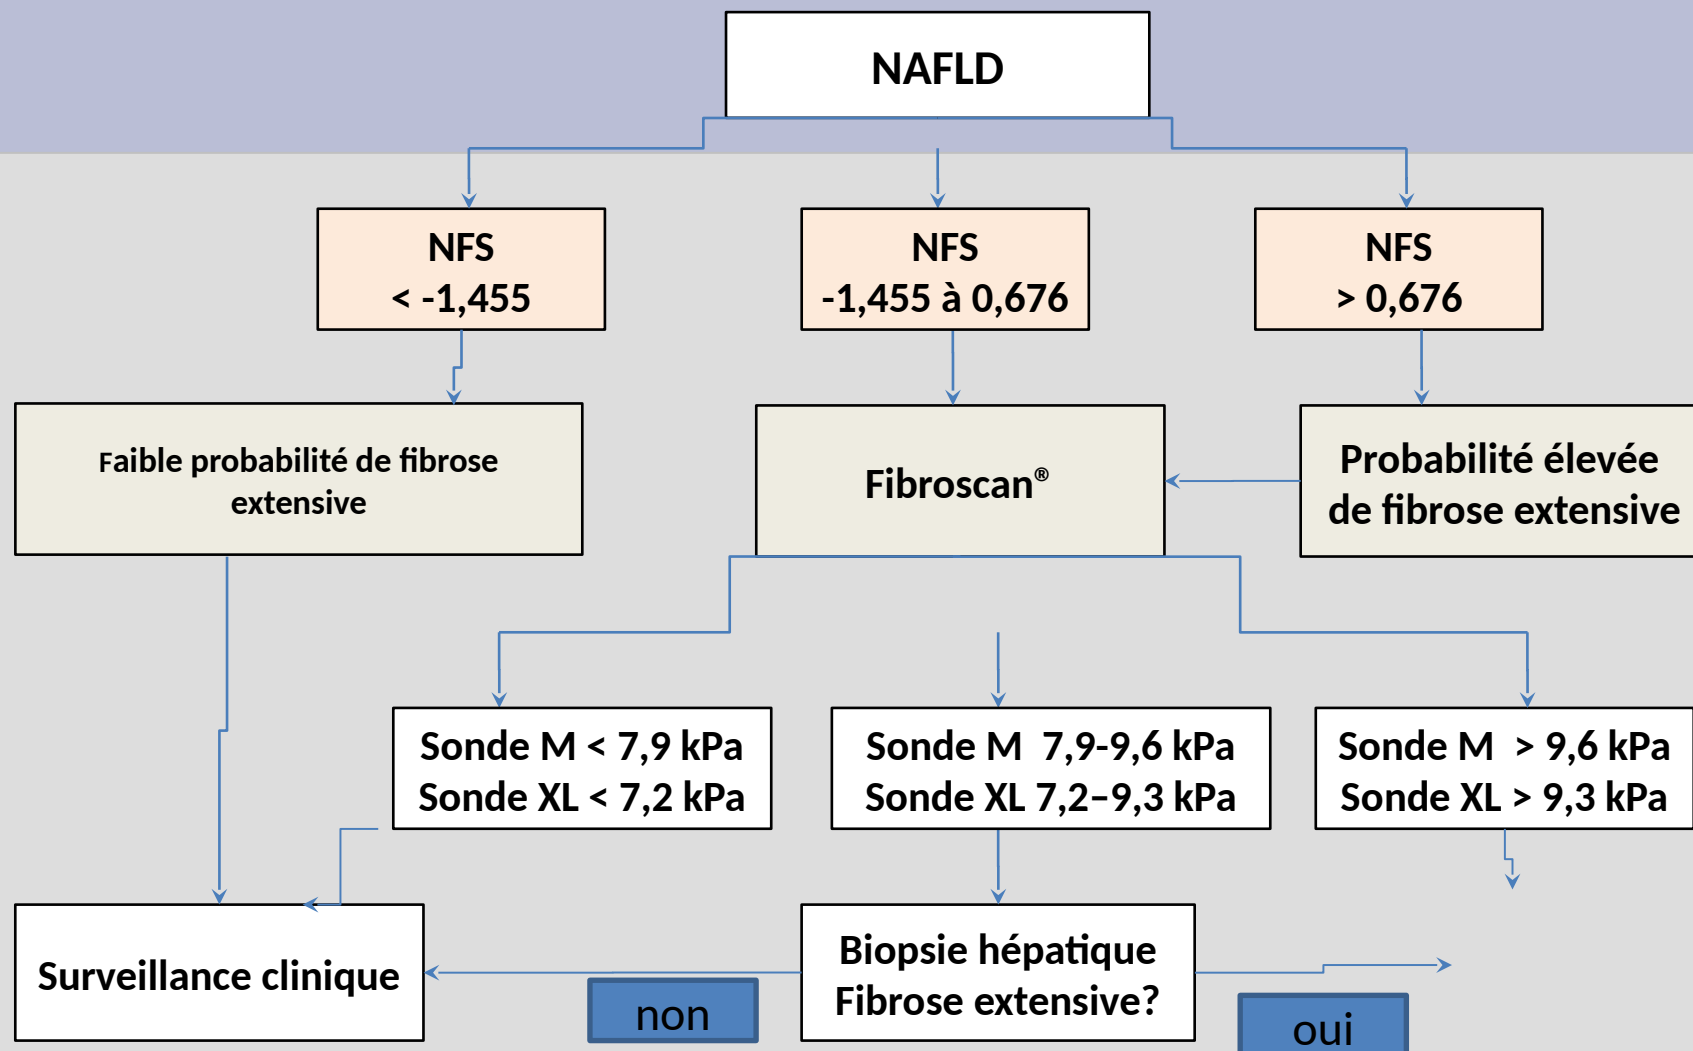 NAFLD
NFS
< -1,455
NFS
-1,455 à 0,676
NFS
> 0,676
Faible probabilité de fibrose
extensive
Fibroscan®
Probabilité élevée
de fibrose extensive
Sonde M < 7,9 kPa
Sonde XL < 7,2 kPa
Sonde M 7,9-9,6 kPa
Sonde XL 7,2–9,3 kPa
Sonde M > 9,6 kPa
Sonde XL > 9,3 kPa
Surveillance clinique
non
Biopsie hépatique
Fibrose extensive?
oui